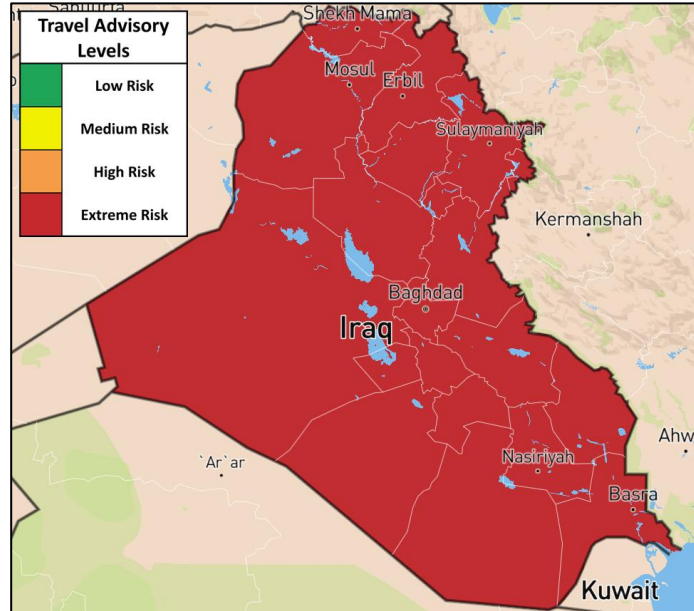 Travel Advisory
Levels
Low Risk
Medium Risk
High Risk
Extreme Risk
Shekh Mama
Mosul
Erbil
Sulaymaniyah
Kermanshah
Baghdad
Iraq
`Ar`ar
Nasiriyah
Ahw
Basra
Kuwait